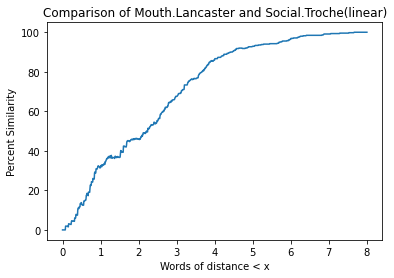 Comparison of Mouth.Lancaster and Social.Troche(linear)
100
80
60
40
20
0
Percent Similarity
0 1 2 3 4 5 6 7 8
Words of distance < x